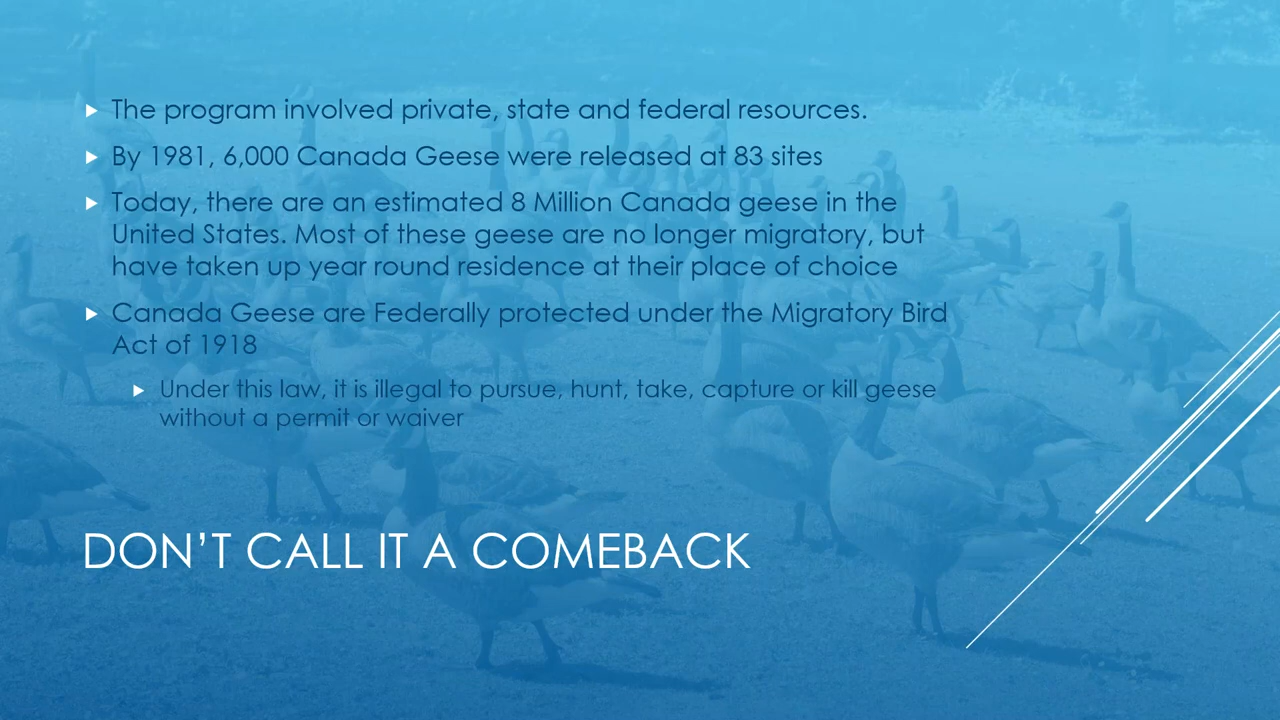 The program involved private, state and federal resources.
By 1981, 6,000 Canada Geese were released at 83 sites
Today, there are an estimated 8 Million Canada geese in the
United States. Most of these geese are no longer migratory, but
have taken up year round residence at their place of choice
Canada Geese are Federally protected under the Migratory Bird
Act of 1918
Under this law, it is illegal to pursue, hunt, take, capture or kill geese
without a permit or waiver
DON’T CALL IT A COMEBACK